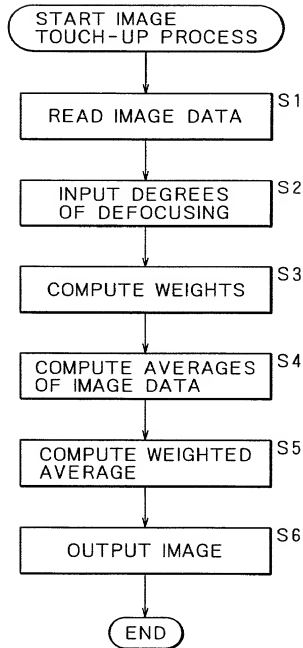 START IMAGE
TOUCH-UP PROCESS
S1
READ IMAGE DATA
S2
INPUT DEGREES
OF DEFOCUSING
S3
COMPUTE WEIGHTS
S4
COMPUTE AVERAGES
OF IMAGE DATA
S5
COMPUTE WEIGHTED
AVERAGE
S6
OUTPUT IMAGE
END